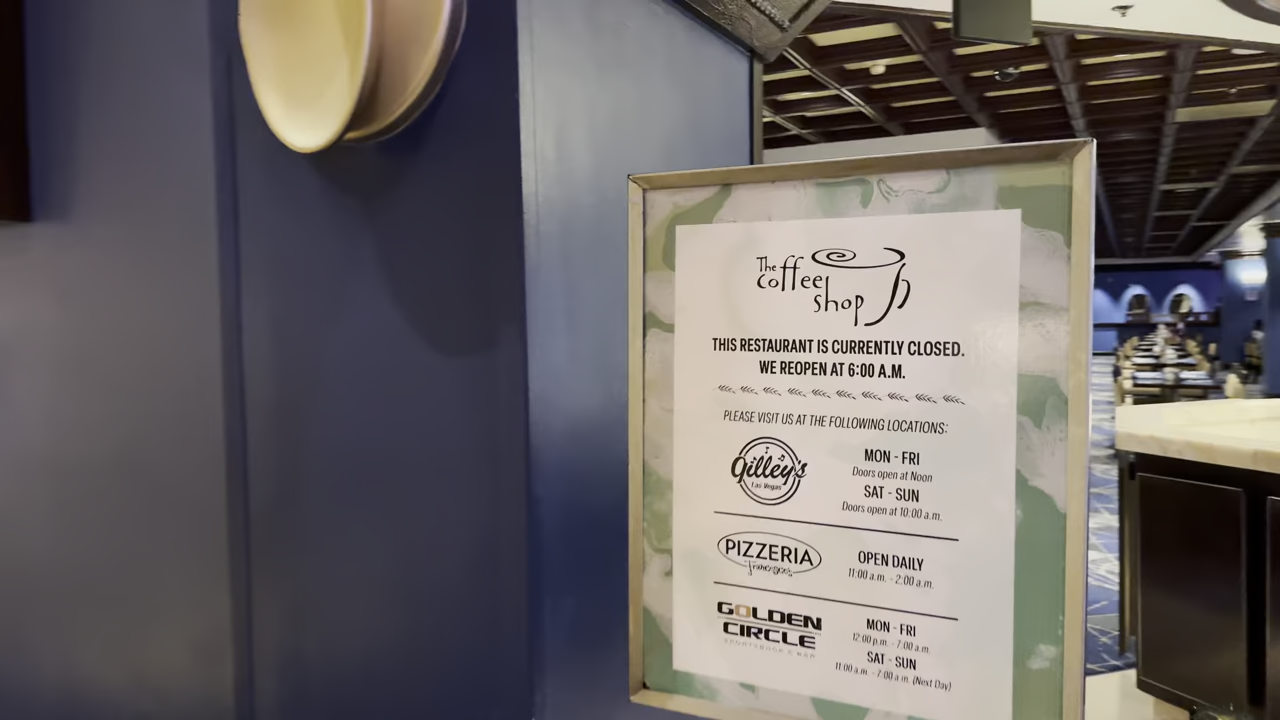 The
coffee
shop
THIS RESTAURANT IS CURRENTLY CLOSED.
WE REOPEN AT 6:00 A.M.
PLEASE VISIT US AT THE FOLLOWING LOCATIONS:
Gilley's
Las Vegas
MON - FRI
Doors open at Noon
SAT - SUN
Doors open at 10:00 a.m.
PIZZERIA
Francesco's
OPEN DAILY
11:00 a.m. - 2:00 a.m.
GOLDEN
CIRCLE
SPORTSBOOK & BAR
MON - FRI
12:00 p.m. - 7:00 a.m.
SAT - SUN
11:00 a.m. - 7:00 a.m. (Next Day)